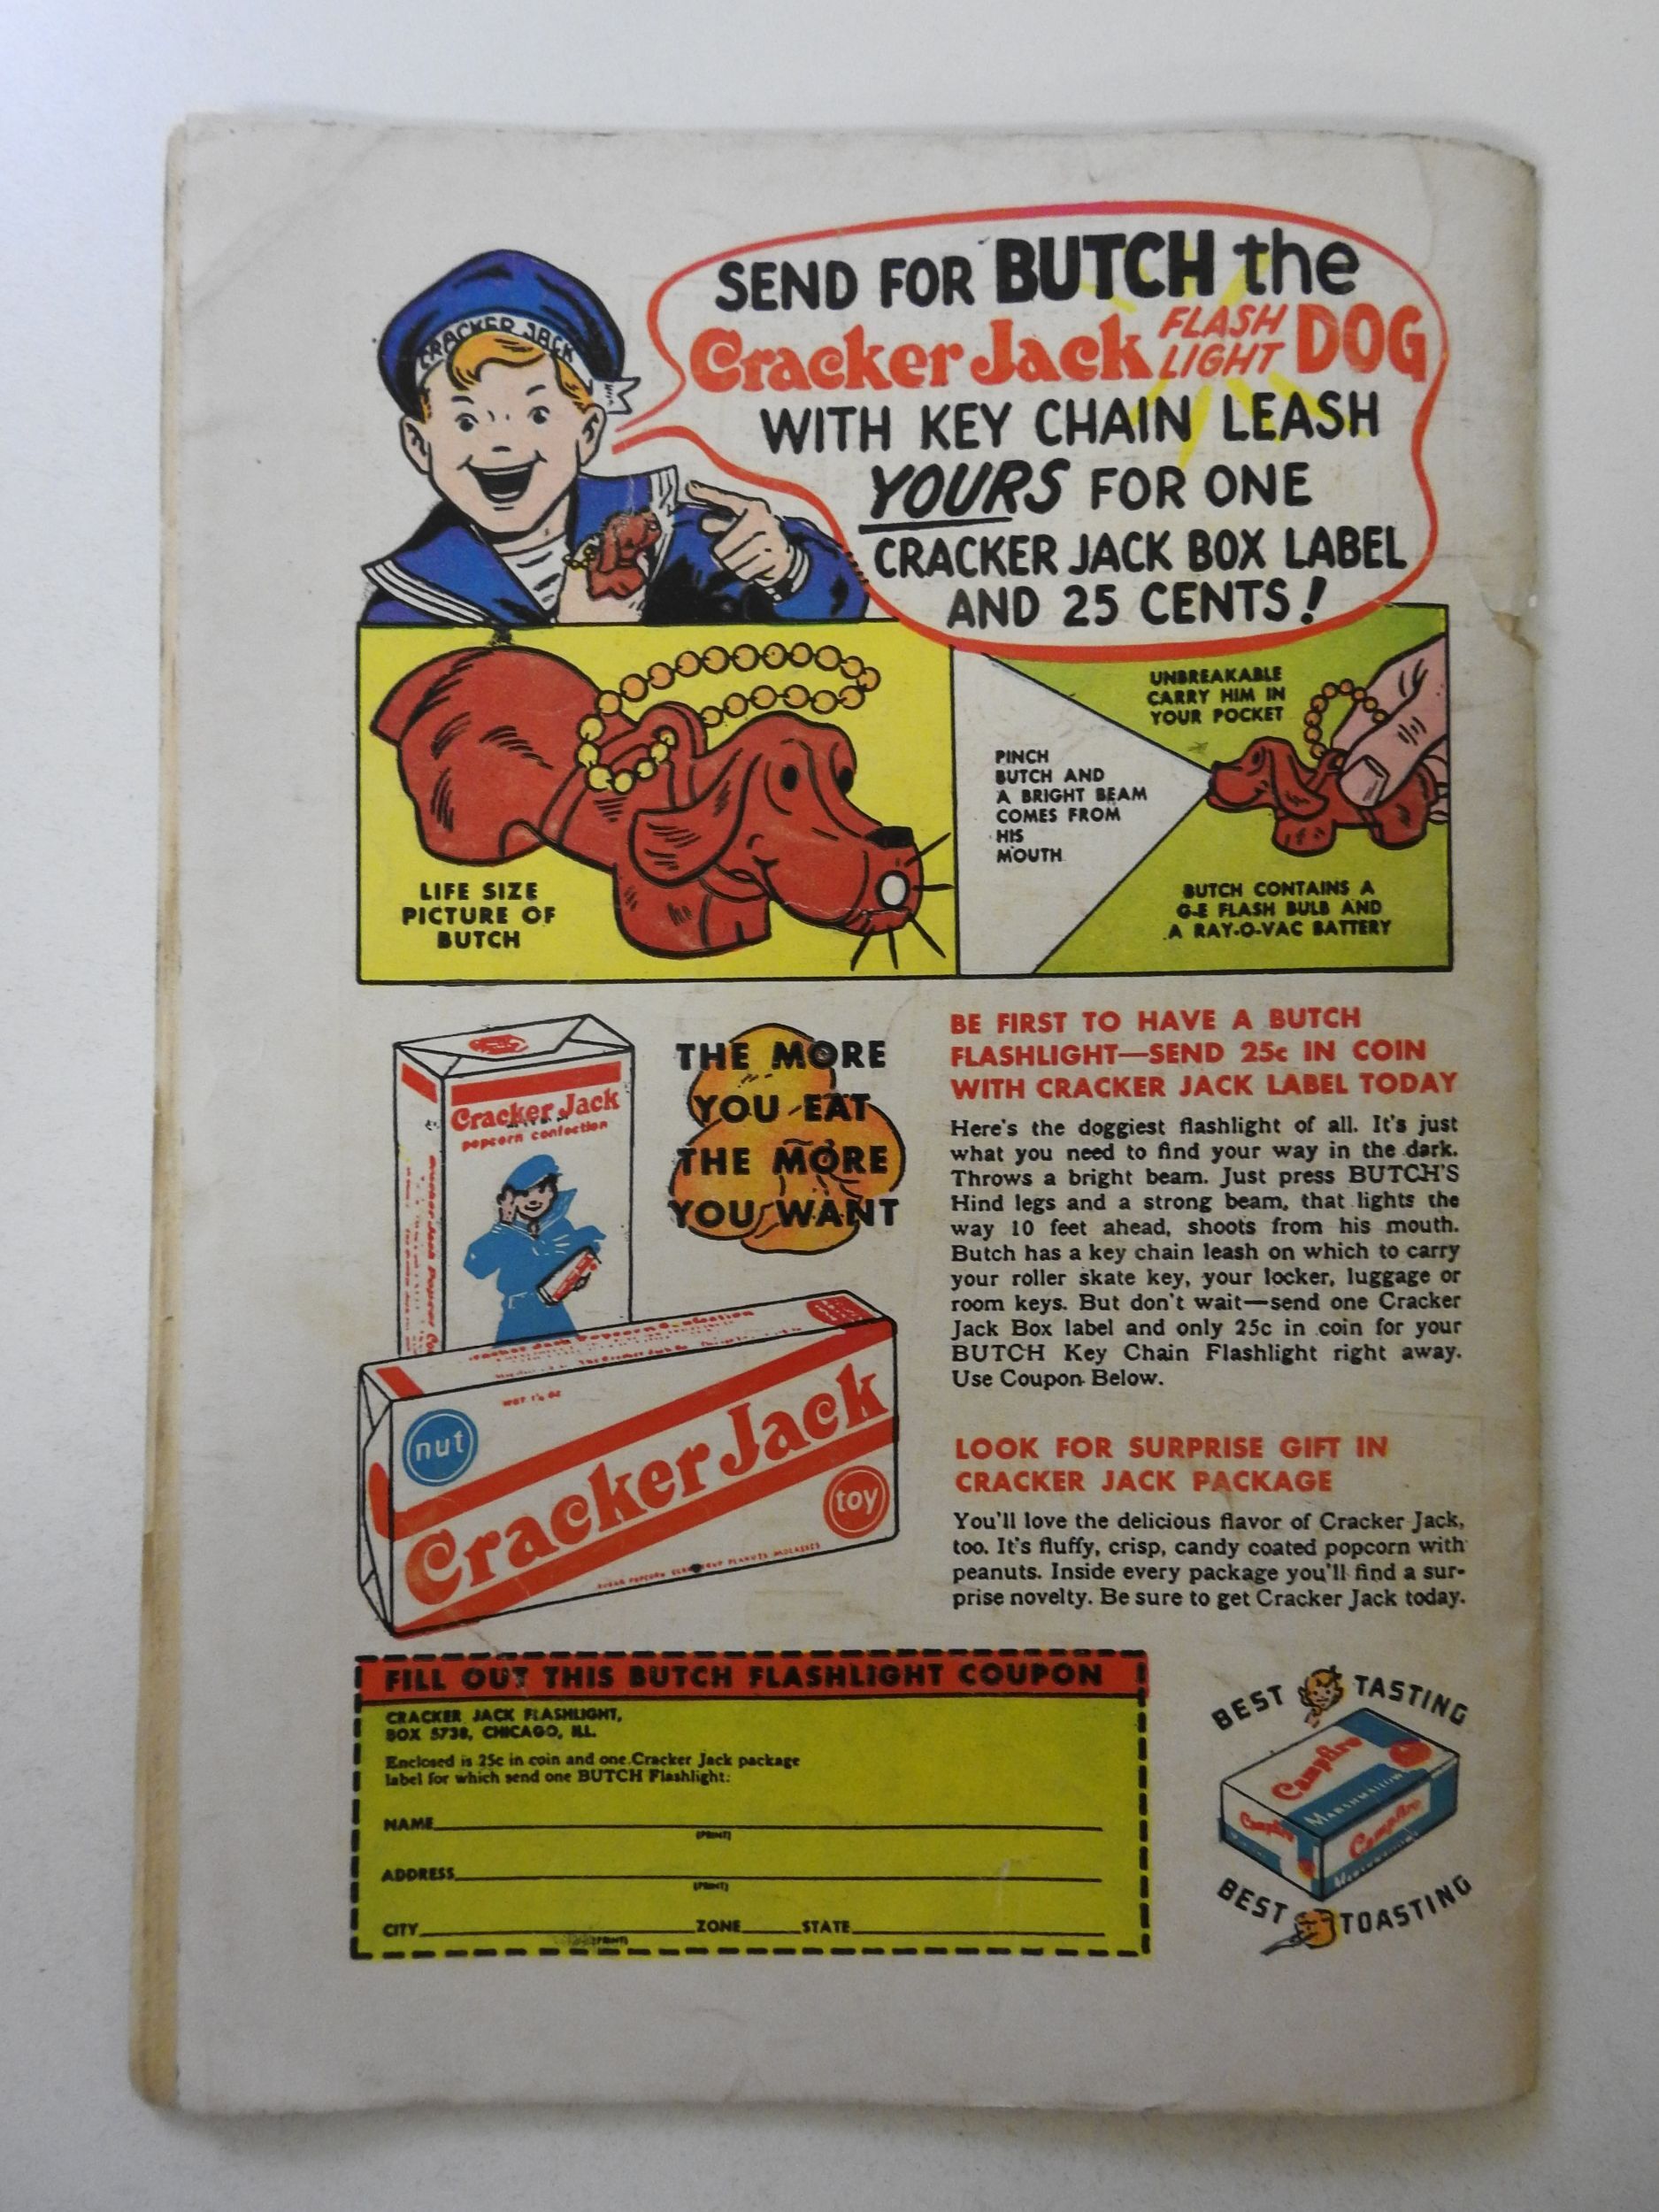 CRACKER JACK
SEND FOR BUTCH the
Cracker Jack FLASH LIGHT DOG
WITH KEY CHAIN LEASH
YOURS FOR ONE
CRACKER JACK BOX LABEL
AND 25 CENTS!
LIFE SIZE
PICTURE OF
BUTCH
PINCH
BUTCH AND
A BRIGHT BEAM
COMES FROM
HIS
MOUTH
UNBREAKABLE
CARRY HIM IN
YOUR POCKET
BUTCH CONTAINS A
G-E FLASH BULB AND
A RAY-O-VAC BATTERY
Cracker Jack
popcorn confection
THE MORE
YOU EAT
THE MORE
YOU WANT
Cracker Jack Popcorn Confection
nut
Cracker Jack
toy
BE FIRST TO HAVE A BUTCH
FLASHLIGHT—SEND 25c IN COIN
WITH CRACKER JACK LABEL TODAY
Here's the doggiest flashlight of all. It's just
what you need to find your way in the dark.
Throws a bright beam. Just press BUTCH'S
Hind legs and a strong beam, that lights the
way 10 feet ahead, shoots from his mouth.
Butch has a key chain leash on which to carry
your roller skate key, your locker, luggage or
room keys. But don't wait—send one Cracker
Jack Box label and only 25c in coin for your
BUTCH Key Chain Flashlight right away.
Use Coupon Below.
LOOK FOR SURPRISE GIFT IN
CRACKER JACK PACKAGE
You'll love the delicious flavor of Cracker Jack,
too. It's fluffy, crisp, candy coated popcorn with
peanuts. Inside every package you'll find a sur-
prise novelty. Be sure to get Cracker Jack today.
FILL OUT THIS BUTCH FLASHLIGHT COUPON
CRACKER JACK FLASHLIGHT,
BOX 5738, CHICAGO, ILL.
Enclosed is 25c in coin and one Cracker Jack package
label for which send one BUTCH Flashlight:
NAME
(PRINT)
ADDRESS
(PRINT)
CITY ZONE STATE
(PRINT)
BEST TASTING
Campfire
MARSHMALLOWS
Campfire
Campfire
BEST TOASTING